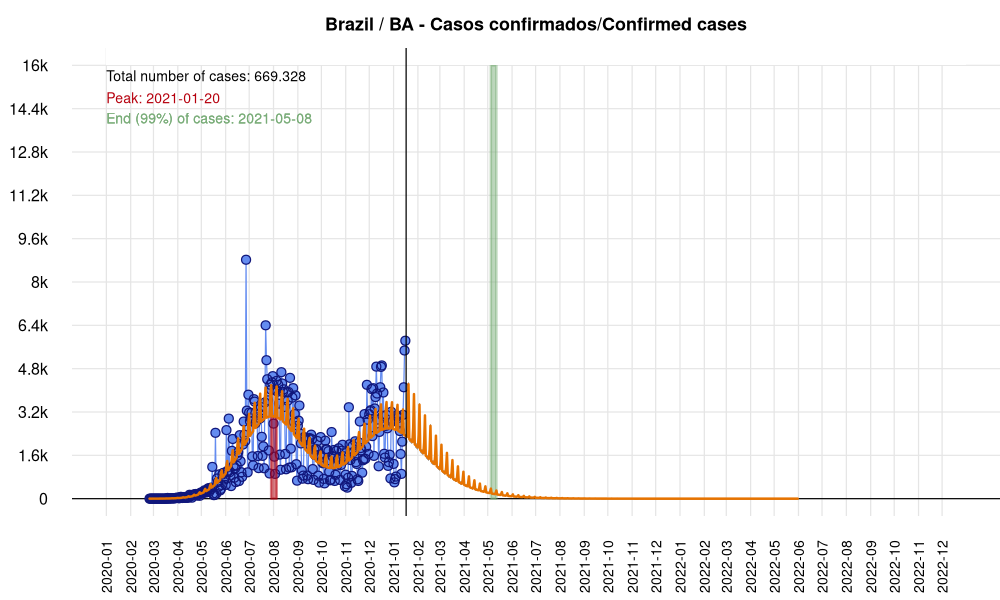 Brazil / BA - Casos confirmados/Confirmed cases
16k
Total number of cases: 669.328
Peak: 2021-01-20
14.4k
End (99%) of cases: 2021-05-08
12.8k
11.2k
9.6k
8k
6.4k
4.8k
3.2k
1.6k
0
2020-01
2020-02
2020-03
2020-04
2020-05
2020-06
2020-07
2020-08
2020-09
2020-10
2020-11
2020-12
2021-01
2021-02
2021-03
2021-04
2021-05
2021-06
2021-07
2021-08
2021-09
2021-10
2021-11
2021-12
2022-01
2022-02
2022-03
2022-04
2022-05
2022-06
2022-07
2022-08
2022-09
2022-10
2022-11
2022-12